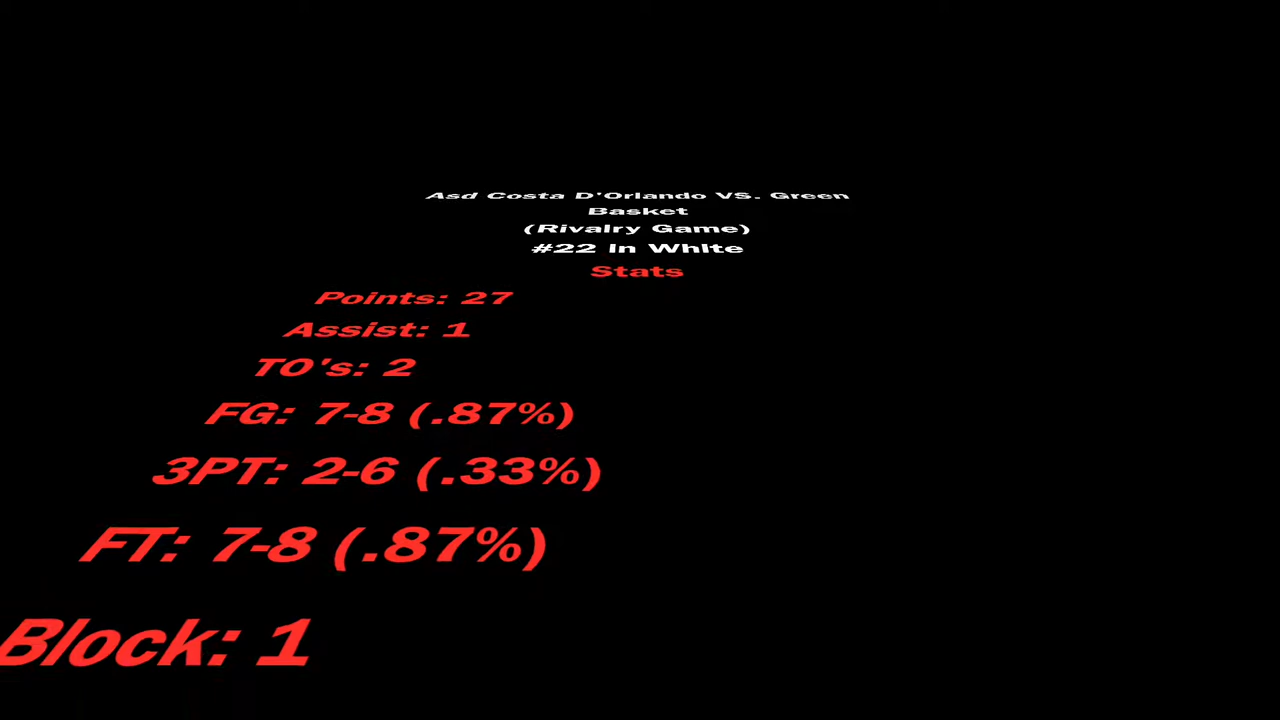 Asd Costa D'Orlando VS. Green
Basket
(Rivalry Game)
#22 in White
Stats
Points: 27
Assist: 1
TO's: 2
FG: 7-8 (.87%)
3PT: 2-6 (.33%)
FT: 7-8 (.87%)
Block: 1